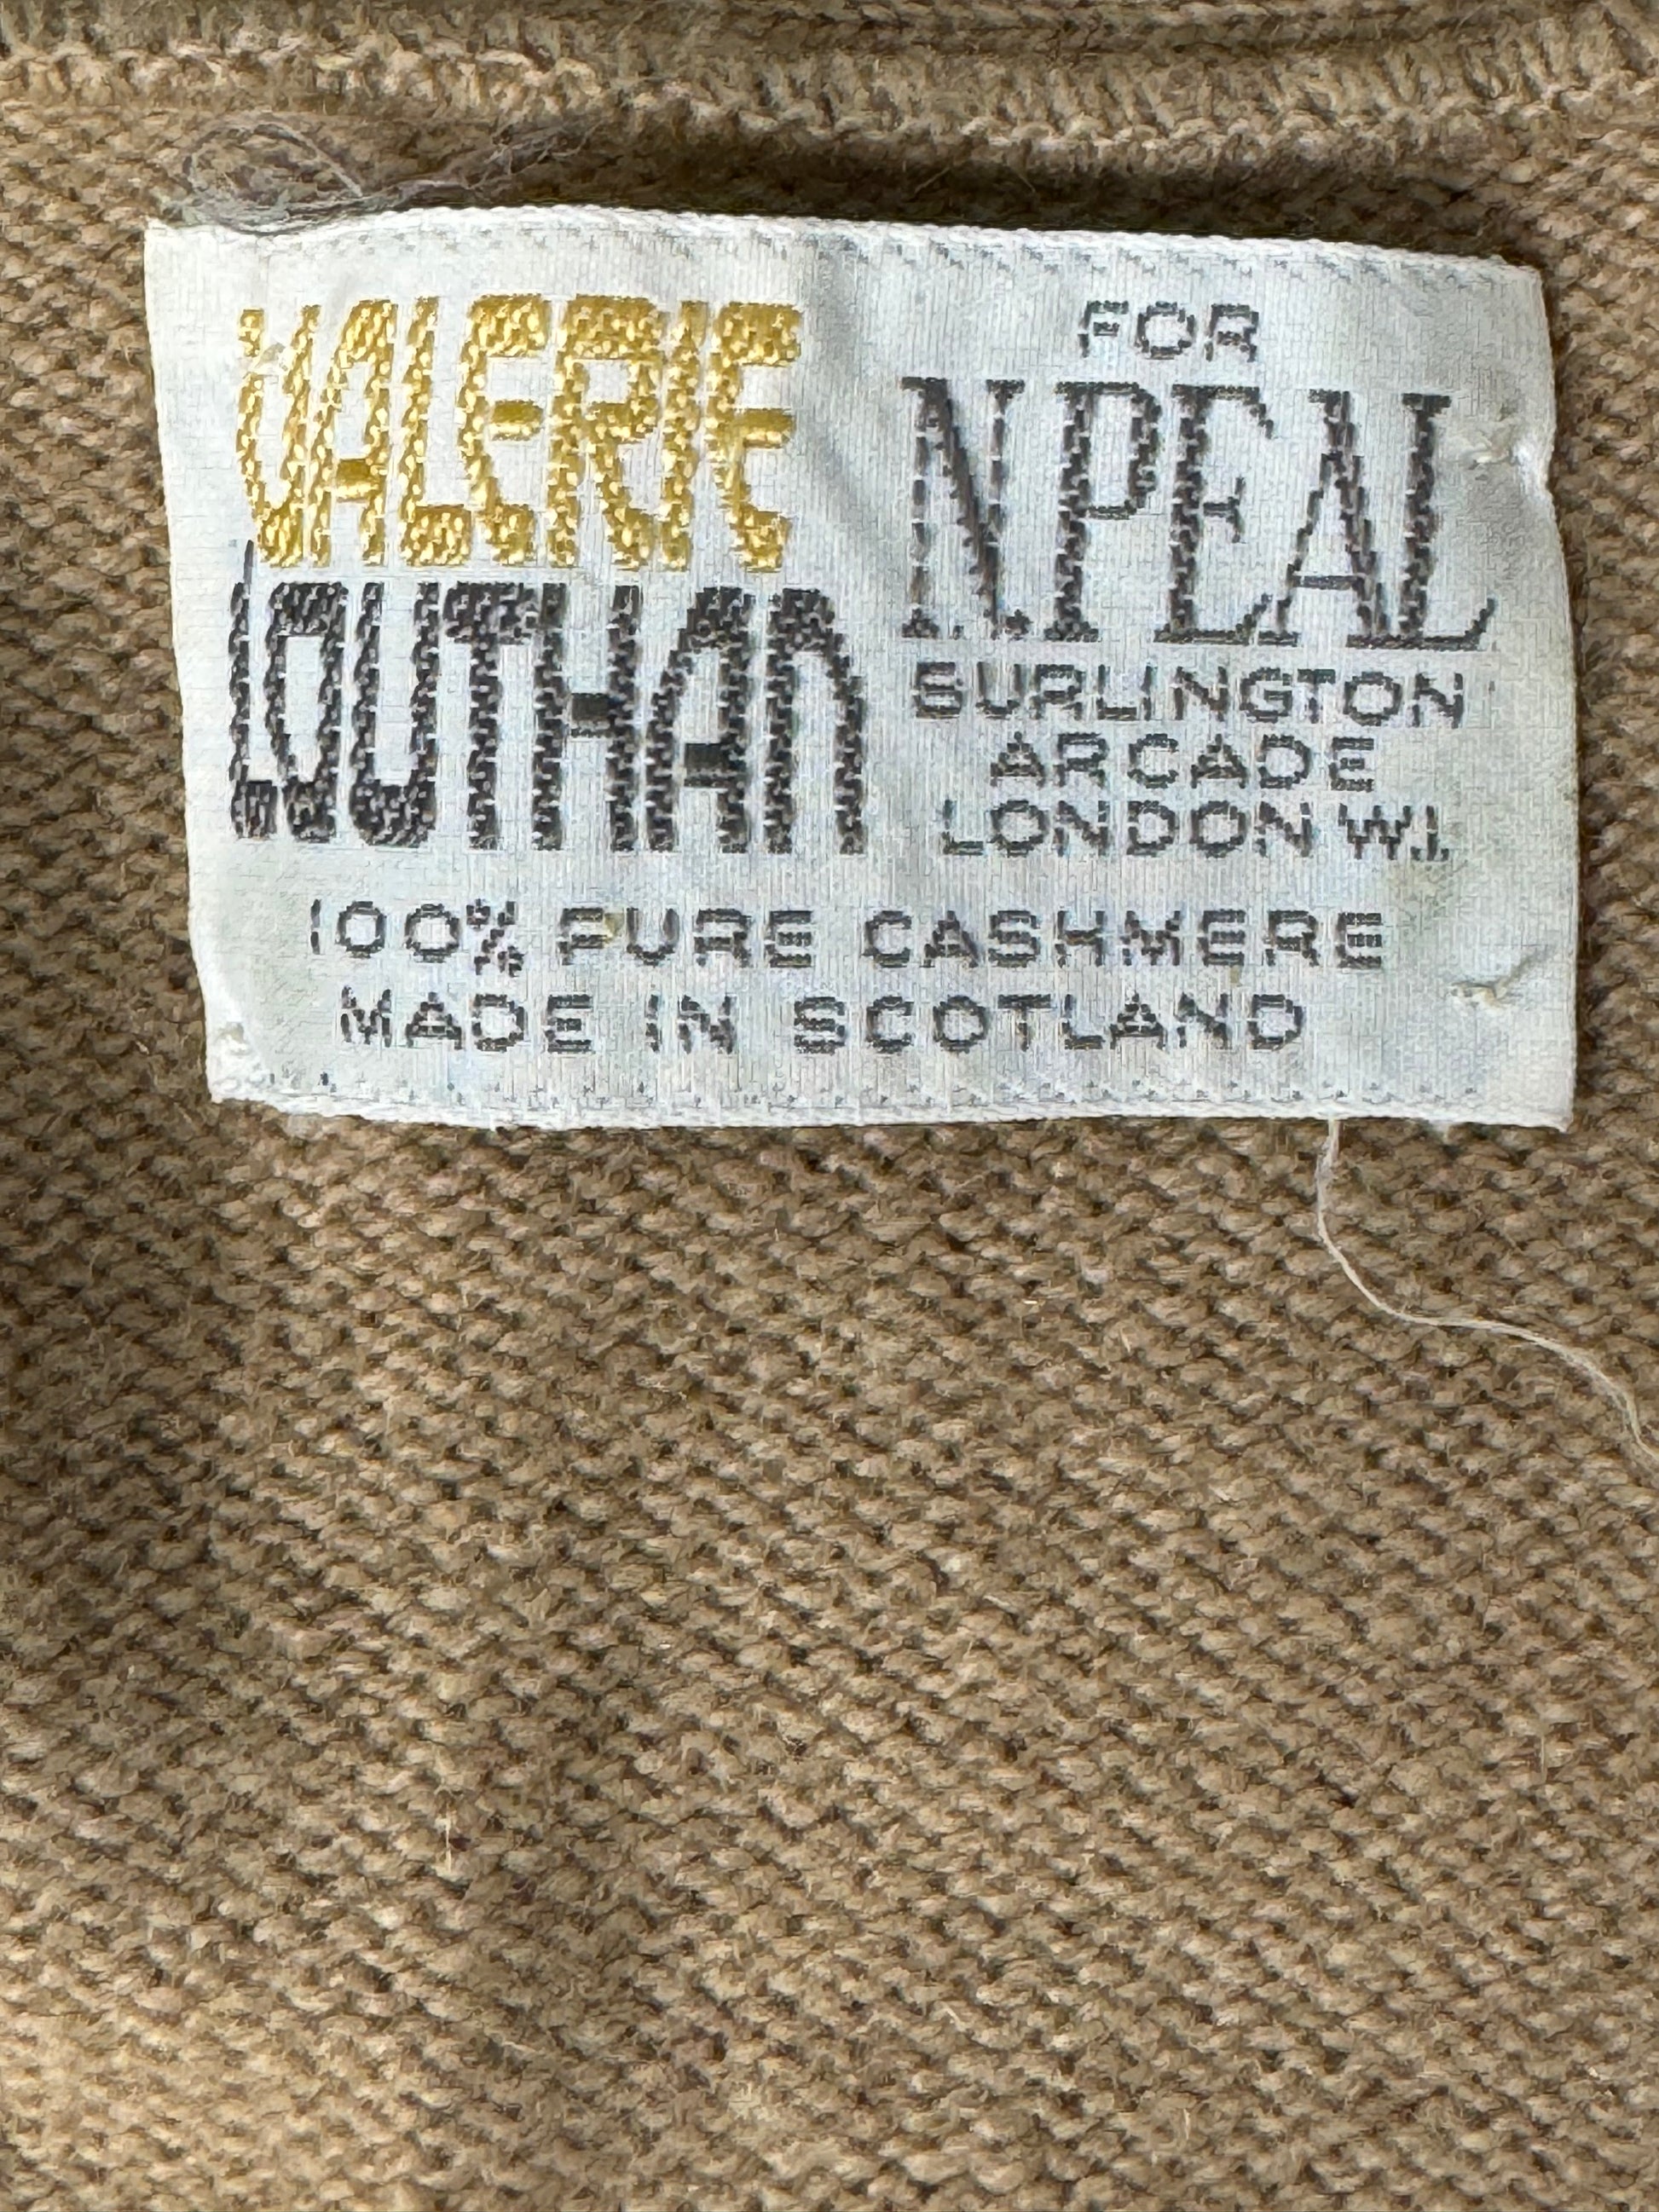 VALERIE
LOUTHAN
FOR
N.PEAL
BURLINGTON
ARCADE
LONDON W.1.
100% PURE CASHMERE
MADE IN SCOTLAND